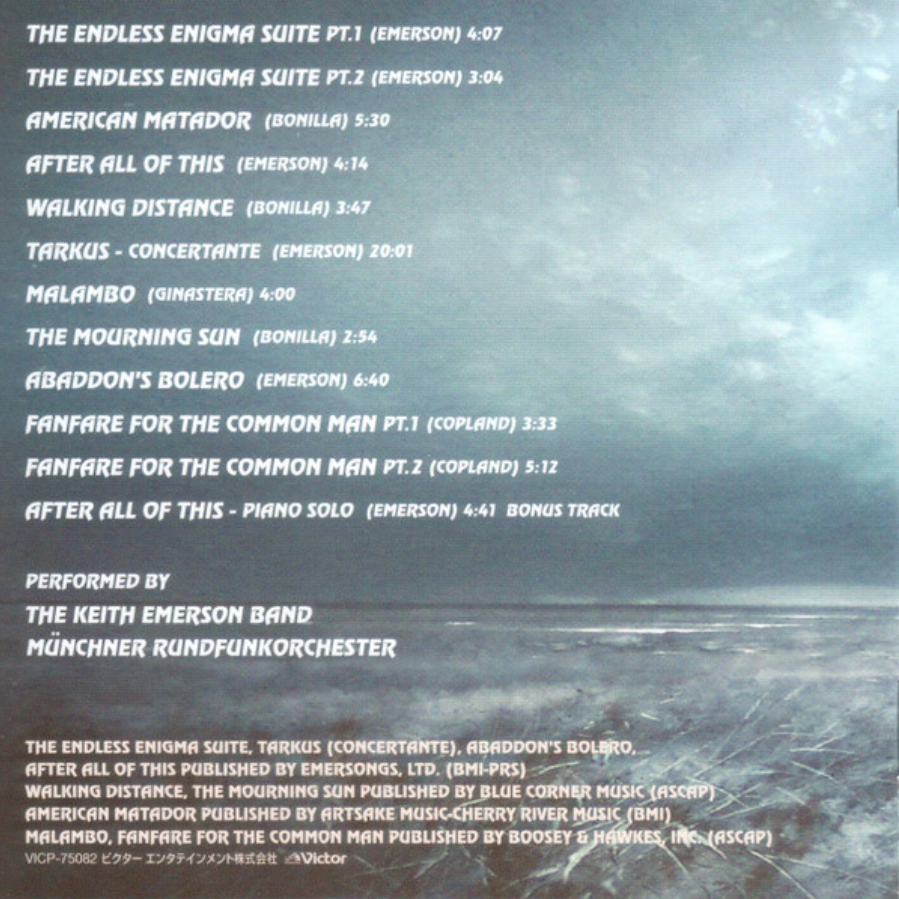 THE ENDLESS ENIGMA SUITE PT.1 (EMERSON) 4:07
THE ENDLESS ENIGMA SUITE PT.2 (EMERSON) 3:04
AMERICAN MATADOR (BONILLA) 5:30
AFTER ALL OF THIS (EMERSON) 4:14
WALKING DISTANCE (BONILLA) 3:47
TARKUS - CONCERTANTE (EMERSON) 20:01
MALAMBO (GINASTERA) 4:00
THE MOURNING SUN (BONILLA) 2:54
ABADDON'S BOLERO (EMERSON) 6:40
FANFARE FOR THE COMMON MAN PT.1 (COPLAND) 3:33
FANFARE FOR THE COMMON MAN PT.2 (COPLAND) 5:12
AFTER ALL OF THIS - PIANO SOLO (EMERSON) 4:41 BONUS TRACK
PERFORMED BY
THE KEITH EMERSON BAND
MÜNCHNER RUNDFUNKORCHESTER
THE ENDLESS ENIGMA SUITE, TARKUS (CONCERTANTE), ABADDON'S BOLERO,
AFTER ALL OF THIS PUBLISHED BY EMERSONGS, LTD. (BMI-PRS)
WALKING DISTANCE, THE MOURNING SUN PUBLISHED BY BLUE CORNER MUSIC (ASCAP)
AMERICAN MATADOR PUBLISHED BY ARTSAKE MUSIC-CHERRY RIVER MUSIC (BMI)
MALAMBO, FANFARE FOR THE COMMON MAN PUBLISHED BY BOOSEY & HAWKES, INC. (ASCAP)
VICP-75082 ビクター エンタテインメント株式会社 Victor